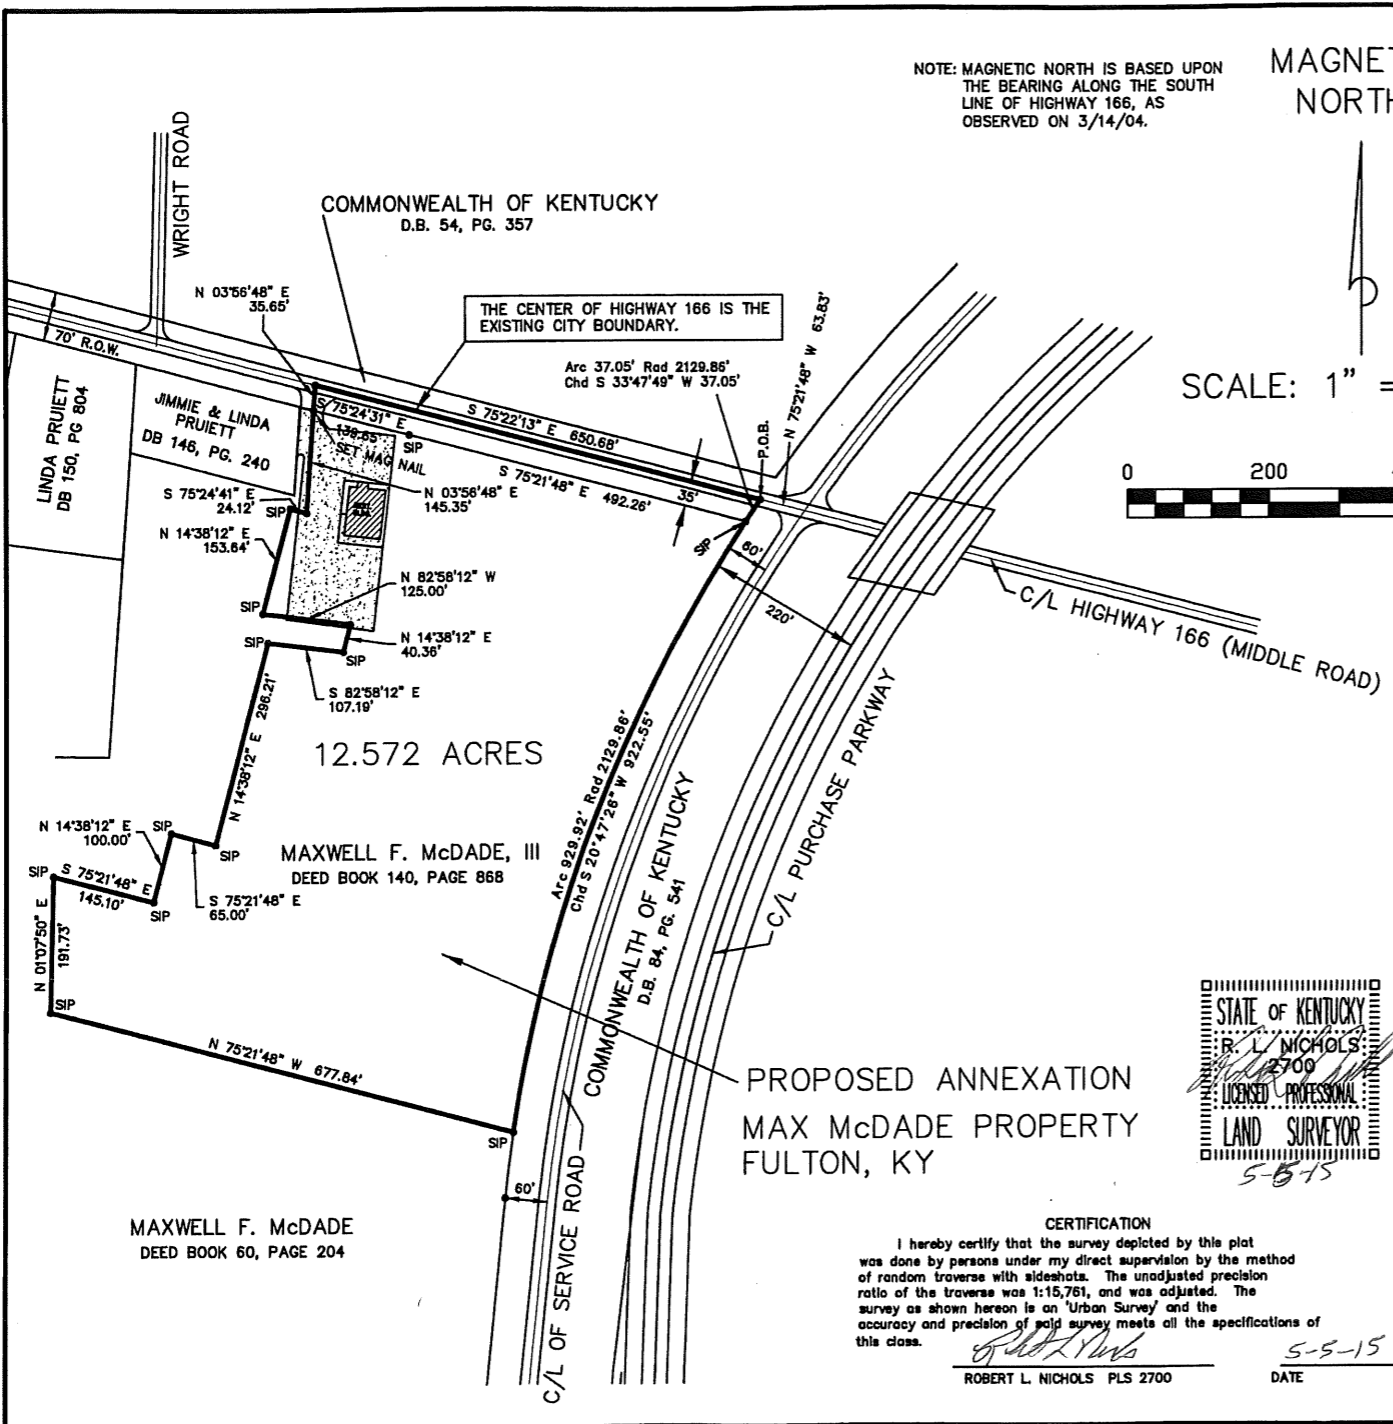 NOTE: MAGNETIC NORTH IS BASED UPON
THE BEARING ALONG THE SOUTH
LINE OF HIGHWAY 166, AS
OBSERVED ON 3/14/04.
MAGNET
NORTH
WRIGHT ROAD
COMMONWEALTH OF KENTUCKY
D.B. 54, PG. 357
N 03°56'48" E
35.65'
THE CENTER OF HIGHWAY 166 IS THE
EXISTING CITY BOUNDARY.
Arc 37.05' Rad 2129.86'
Chd S 33°47'49" W 37.05'
N 75°21'48" W 63.83'
P.O.B.
SCALE: 1" =
0 200
70' R.O.W.
LINDA PRUIETT
DB 150, PG 804
JIMMIE & LINDA
PRUIETT
DB 146, PG. 240
S 75°24'31" E
138.65'
SIP
SET MAG NAIL
S 75°22'13" E 650.68'
S 75°21'48" E 492.26'
35'
SIP
60'
220'
S 75°24'41" E
24.12'
SIP
N 03°56'48" E
145.35'
N 14°38'12" E
153.64'
SIP
N 82°58'12" W
125.00'
N 14°38'12" E
40.36'
SIP
SIP
S 82°58'12" E
107.19'
C/L HIGHWAY 166 (MIDDLE ROAD)
12.572 ACRES
N 14°38'12" E 296.21'
Arc 929.92' Rad 2129.86'
Chd S 20°47'26" W 922.55'
C/L PURCHASE PARKWAY
COMMONWEALTH OF KENTUCKY
D.B. 84, PG. 541
N 14°38'12" E
100.00'
SIP
SIP
MAXWELL F. McDADE, III
DEED BOOK 140, PAGE 868
SIP
S 75°21'48" E
145.10'
SIP
S 75°21'48" E
65.00'
N 01°07'50" E
191.73'
SIP
N 75°21'48" W 677.84'
SIP
PROPOSED ANNEXATION
MAX McDADE PROPERTY
FULTON, KY
STATE OF KENTUCKY
R. L. NICHOLS
2700
LICENSED PROFESSIONAL
LAND SURVEYOR
5-5-15
60'
C/L OF SERVICE ROAD
MAXWELL F. McDADE
DEED BOOK 60, PAGE 204
CERTIFICATION
I hereby certify that the survey depicted by this plat
was done by persons under my direct supervision by the method
of random traverse with sideshots. The unadjusted precision
ratio of the traverse was 1:15,761, and was adjusted. The
survey as shown hereon is an 'Urban Survey' and the
accuracy and precision of said survey meets all the specifications of
this class.
5-5-15
ROBERT L. NICHOLS PLS 2700
DATE